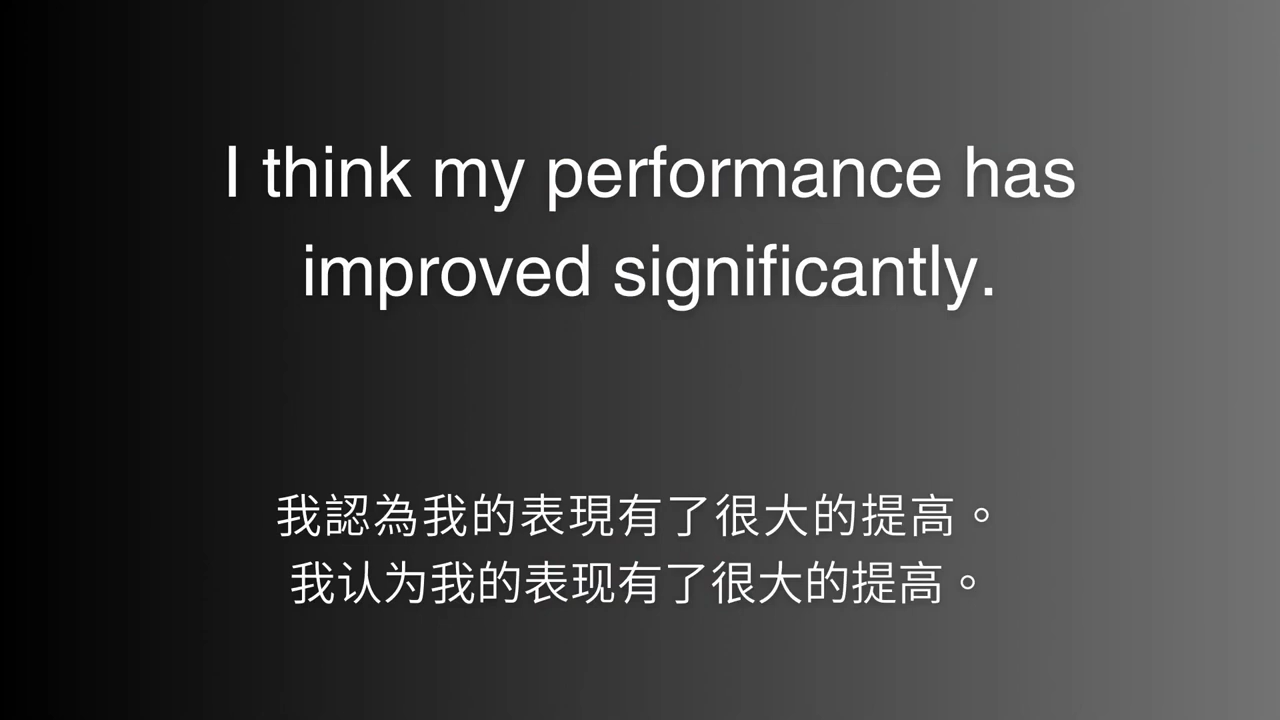 I think my performance has
improved significantly.
我認為我的表現有了很大的提高。
我认为我的表现有了很大的提高。